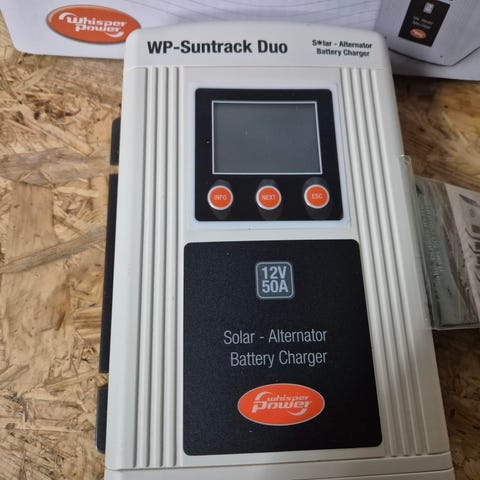 whisper
power
WP-Suntrack Duo
Solar - Alternator
Battery Charger
INFO
NEXT
ESC
12V
50A
Solar - Alternator
Battery Charger
whisper
power